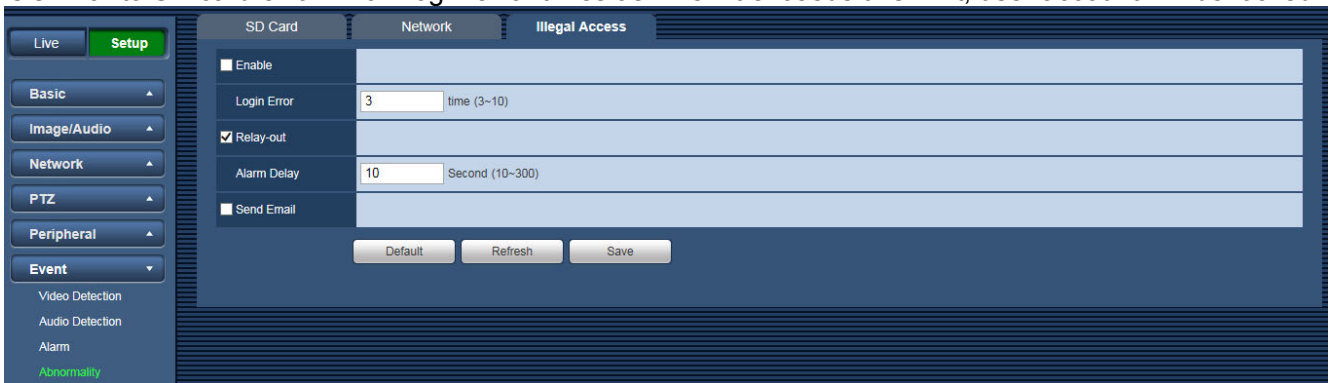 SD Card Network Illegal Access
Live Setup
Enable
Basic
Login Error 3 time (3~10)
Image/Audio
Relay-out
Network
Alarm Delay 10 Second (10~300)
PTZ
Send Email
Peripheral
Default Refresh Save
Event
Video Detection
Audio Detection
Alarm
Abnormality